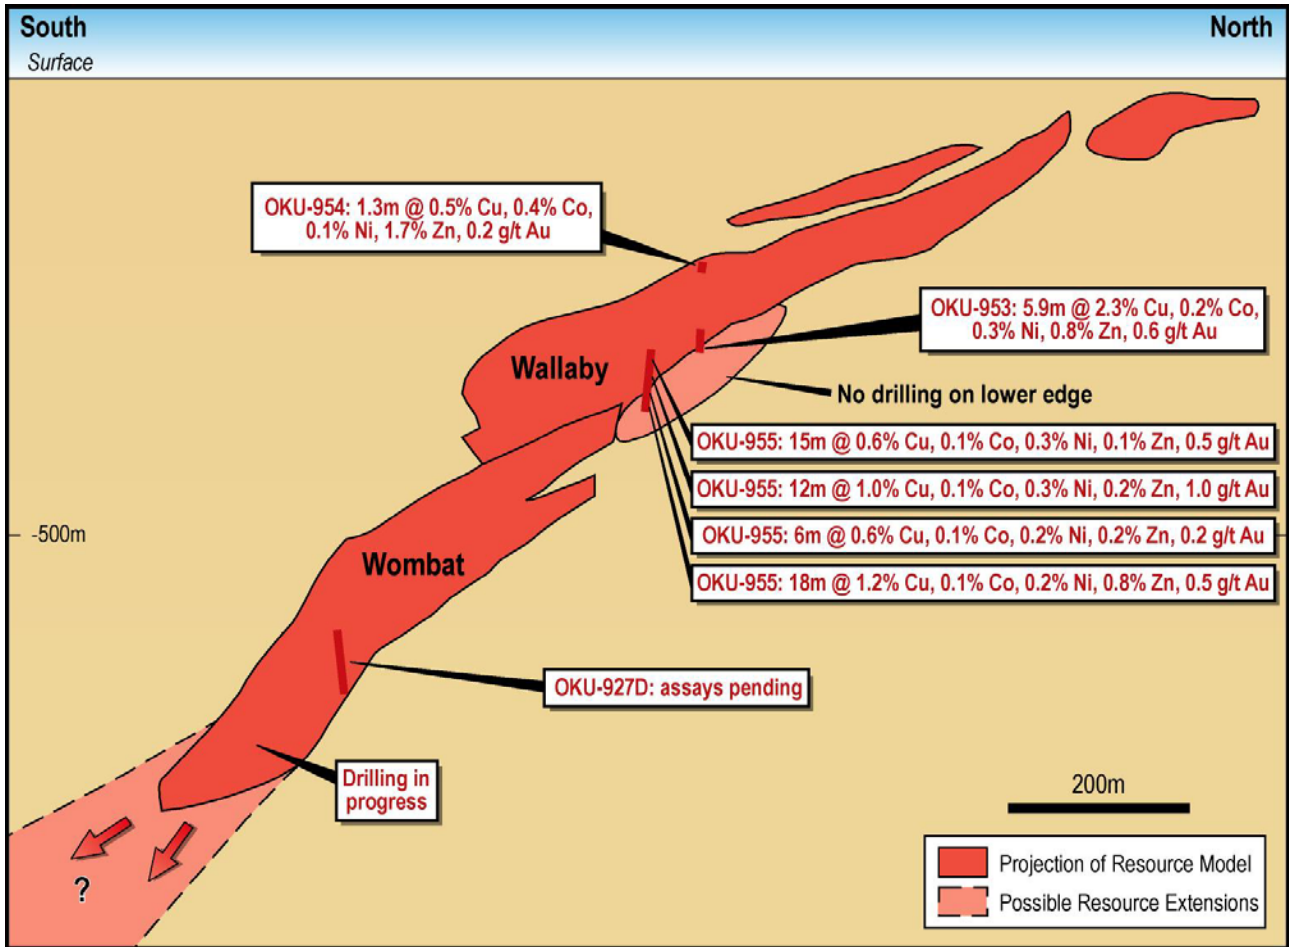 South
North
Surface
OKU-954: 1.3m @ 0.5% Cu, 0.4% Co,
0.1% Ni, 1.7% Zn, 0.2 g/t Au
OKU-953: 5.9m @ 2.3% Cu, 0.2% Co,
0.3% Ni, 0.8% Zn, 0.6 g/t Au
Wallaby
No drilling on lower edge
OKU-955: 15m @ 0.6% Cu, 0.1% Co, 0.3% Ni, 0.1% Zn, 0.5 g/t Au
OKU-955: 12m @ 1.0% Cu, 0.1% Co, 0.3% Ni, 0.2% Zn, 1.0 g/t Au
-500m
OKU-955: 6m @ 0.6% Cu, 0.1% Co, 0.2% Ni, 0.2% Zn, 0.2 g/t Au
Wombat
OKU-955: 18m @ 1.2% Cu, 0.1% Co, 0.2% Ni, 0.8% Zn, 0.5 g/t Au
OKU-927D: assays pending
Drilling in
progress
200m
?
Projection of Resource Model
Possible Resource Extensions